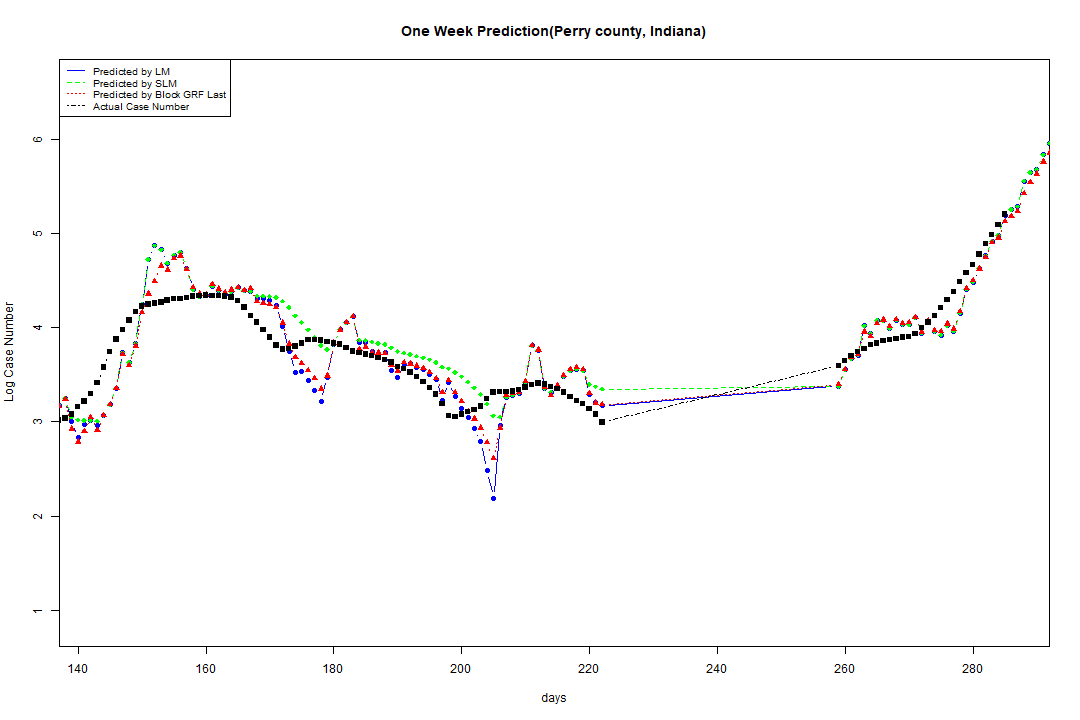 One Week Prediction(Perry county, Indiana)
Predicted by LM
Predicted by SLM
Predicted by Block GRF Last
Actual Case Number
Log Case Number
6
5
4
3
2
1
140 160 180 200 220 240 260 280
days